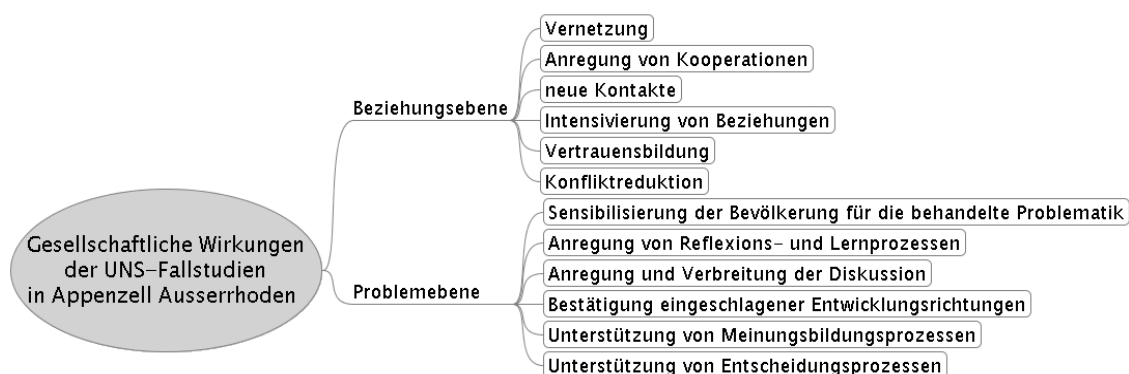 Gesellschaftliche Wirkungen
der UNS-Fallstudien
in Appenzell Ausserrhoden
Beziehungsebene
Vernetzung
Anregung von Kooperationen
neue Kontakte
Intensivierung von Beziehungen
Vertrauensbildung
Konfliktreduktion
Problemebene
Sensibilisierung der Bevölkerung für die behandelte Problematik
Anregung von Reflexions- und Lernprozessen
Anregung und Verbreitung der Diskussion
Bestätigung eingeschlagener Entwicklungsrichtungen
Unterstützung von Meinungsbildungsprozessen
Unterstützung von Entscheidungsprozessen